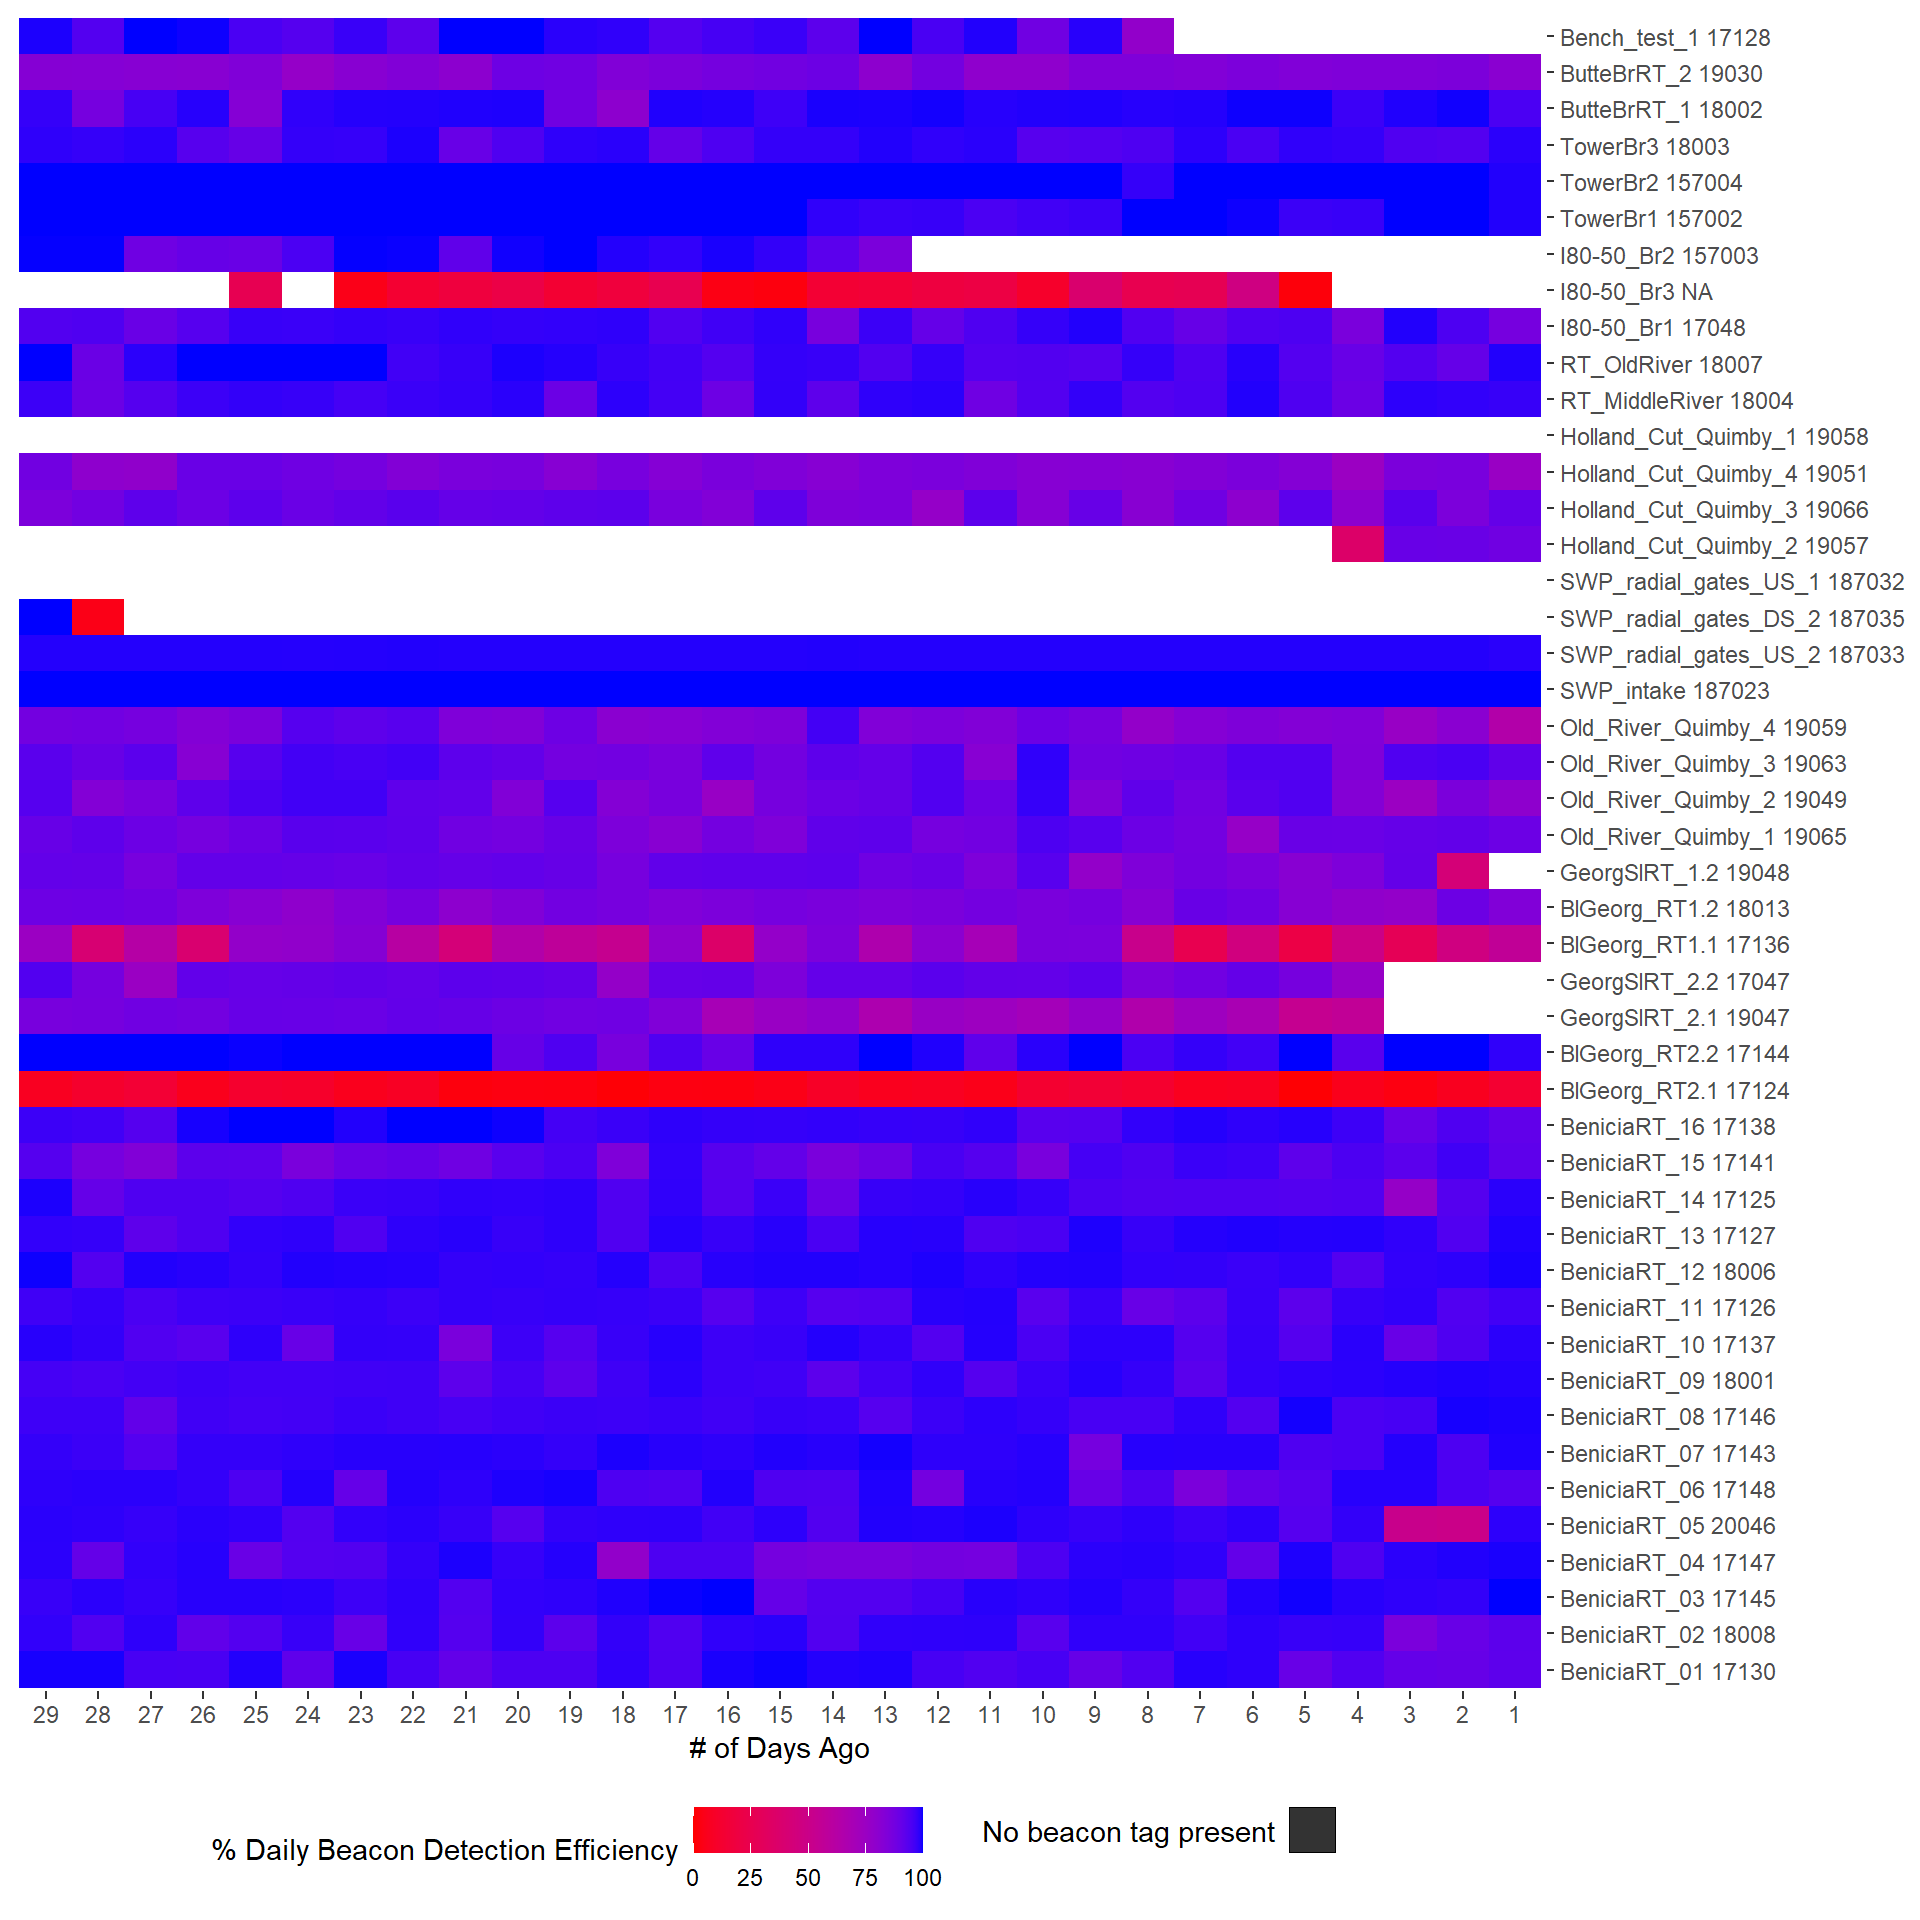 Bench_test_1 17128
ButteBrRT_2 19030
ButteBrRT_1 18002
TowerBr3 18003
TowerBr2 157004
TowerBr1 157002
I80-50_Br2 157003
I80-50_Br3 NA
I80-50_Br1 17048
RT_OldRiver 18007
RT_MiddleRiver 18004
Holland_Cut_Quimby_1 19058
Holland_Cut_Quimby_4 19051
Holland_Cut_Quimby_3 19066
Holland_Cut_Quimby_2 19057
SWP_radial_gates_US_1 187032
SWP_radial_gates_DS_2 187035
SWP_radial_gates_US_2 187033
SWP_intake 187023
Old_River_Quimby_4 19059
Old_River_Quimby_3 19063
Old_River_Quimby_2 19049
Old_River_Quimby_1 19065
GeorgSlRT_1.2 19048
BlGeorg_RT1.2 18013
BlGeorg_RT1.1 17136
GeorgSlRT_2.2 17047
GeorgSlRT_2.1 19047
BlGeorg_RT2.2 17144
BlGeorg_RT2.1 17124
BeniciaRT_16 17138
BeniciaRT_15 17141
BeniciaRT_14 17125
BeniciaRT_13 17127
BeniciaRT_12 18006
BeniciaRT_11 17126
BeniciaRT_10 17137
BeniciaRT_09 18001
BeniciaRT_08 17146
BeniciaRT_07 17143
BeniciaRT_06 17148
BeniciaRT_05 20046
BeniciaRT_04 17147
BeniciaRT_03 17145
BeniciaRT_02 18008
BeniciaRT_01 17130
29 28 27 26 25 24 23 22 21 20 19 18 17 16 15 14 13 12 11 10 9 8 7 6 5 4 3 2 1
# of Days Ago
% Daily Beacon Detection Efficiency
0 25 50 75 100
No beacon tag present